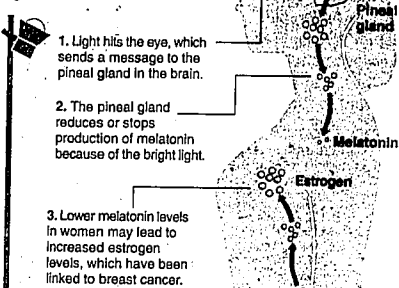 Pineal
gland
1. Light hits the eye, which
sends a message to the
pineal gland in the brain.
2. The pineal gland
reduces or stops
production of melatonin
because of the bright light.
Melatonin
Estrogen
3. Lower melatonin levels
in women may lead to
increased estrogen
levels, which have been
linked to breast cancer.